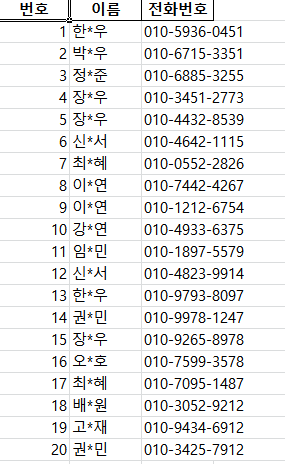 번호 이름 전화번호
1 한*우 010-5936-0451
2 박*우 010-6715-3351
3 정*준 010-6885-3255
4 장*우 010-3451-2773
5 장*우 010-4432-8539
6 신*서 010-4642-1115
7 최*혜 010-0552-2826
8 이*연 010-7442-4267
9 이*연 010-1212-6754
10 강*연 010-4933-6375
11 임*민 010-1897-5579
12 신*서 010-4823-9914
13 한*우 010-9793-8097
14 권*민 010-9978-1247
15 장*우 010-9265-8978
16 오*호 010-7599-3578
17 최*혜 010-7095-1487
18 배*원 010-3052-9212
19 고*재 010-9434-6912
20 권*민 010-3425-7912